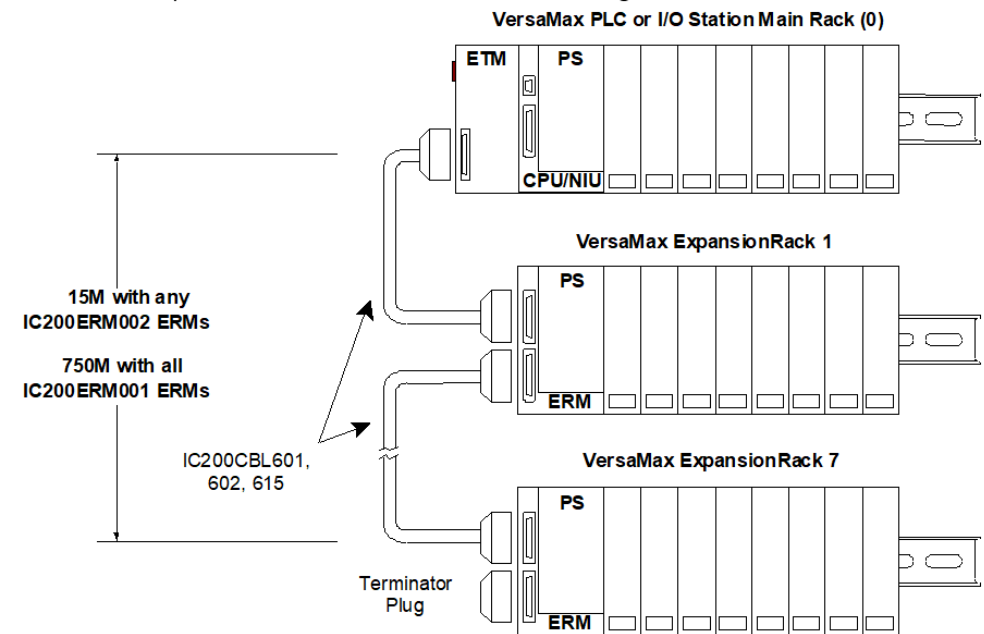 VersaMax PLC or I/O Station Main Rack (0)
ETM
PS
CPU/NIU
VersaMax ExpansionRack 1
PS
15M with any
IC200ERM002 ERMs
750M with all
IC200ERM001 ERMs
ERM
IC200CBL601,
602, 615
VersaMax ExpansionRack 7
PS
Terminator
Plug
ERM